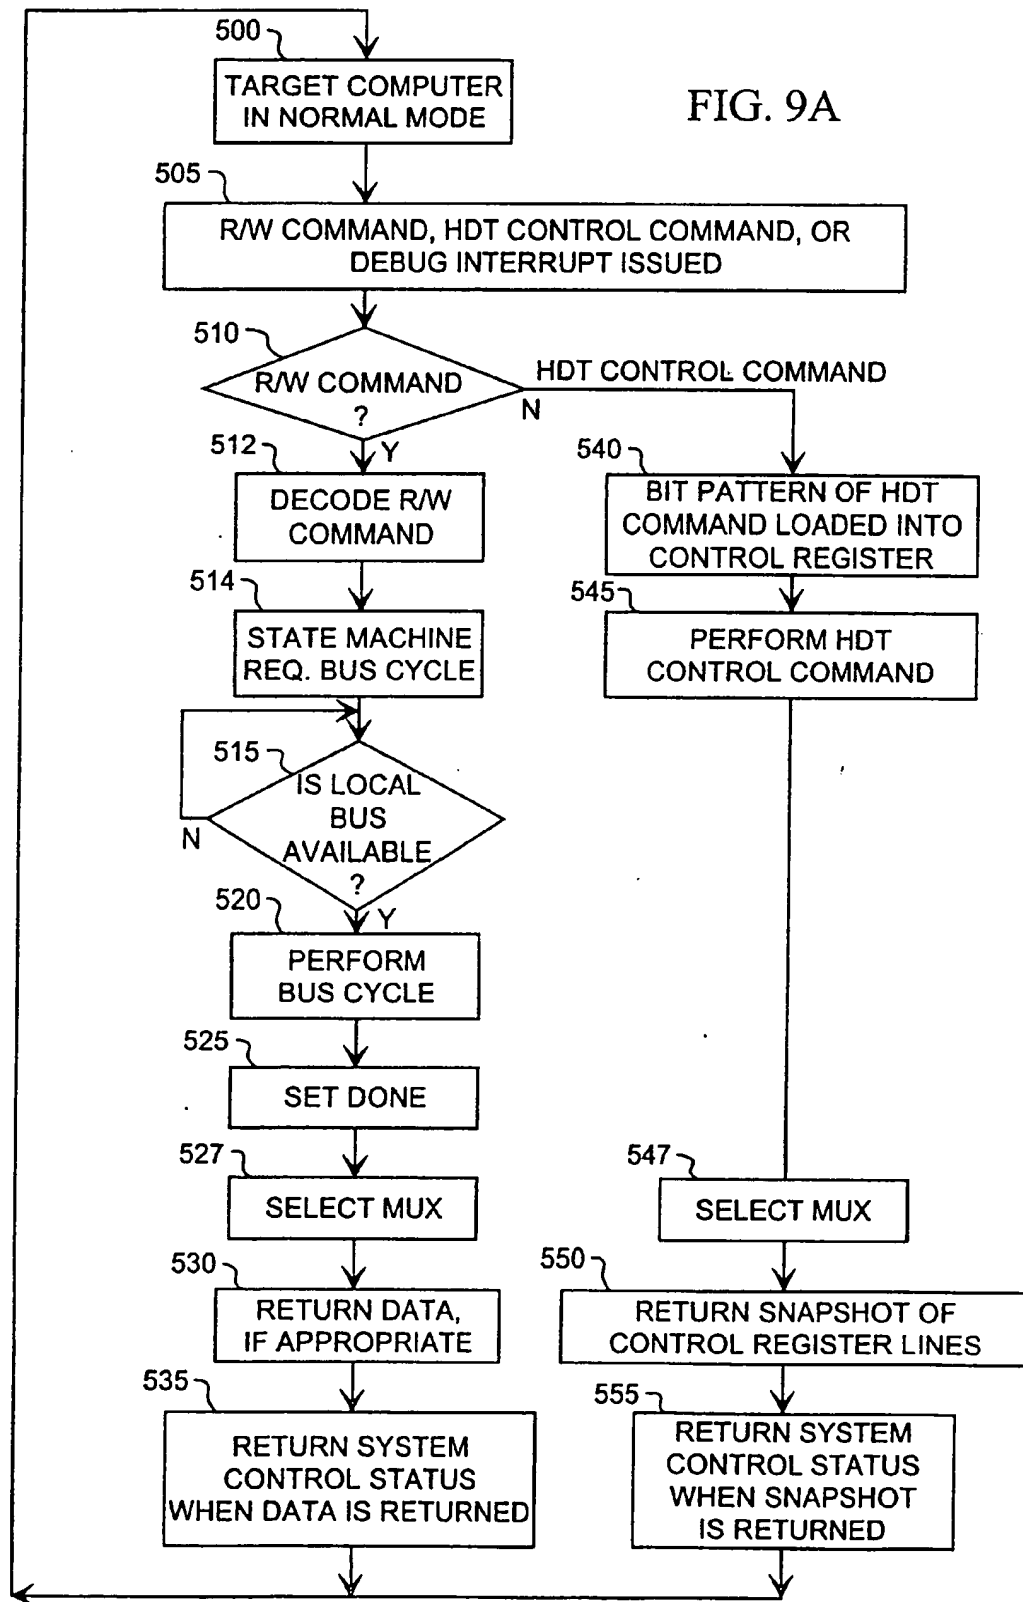 500
TARGET COMPUTER
IN NORMAL MODE
FIG. 9A
505
R/W COMMAND, HDT CONTROL COMMAND, OR
DEBUG INTERRUPT ISSUED
510
R/W COMMAND
?
HDT CONTROL COMMAND
N
Y
512
DECODE R/W
COMMAND
514
STATE MACHINE
REQ. BUS CYCLE
515
IS LOCAL
BUS
AVAILABLE
?
N
Y
520
PERFORM
BUS CYCLE
525
SET DONE
527
SELECT MUX
530
RETURN DATA,
IF APPROPRIATE
535
RETURN SYSTEM
CONTROL STATUS
WHEN DATA IS RETURNED
540
BIT PATTERN OF HDT
COMMAND LOADED INTO
CONTROL REGISTER
545
PERFORM HDT
CONTROL COMMAND
547
SELECT MUX
550
RETURN SNAPSHOT OF
CONTROL REGISTER LINES
555
RETURN SYSTEM
CONTROL STATUS
WHEN SNAPSHOT
IS RETURNED